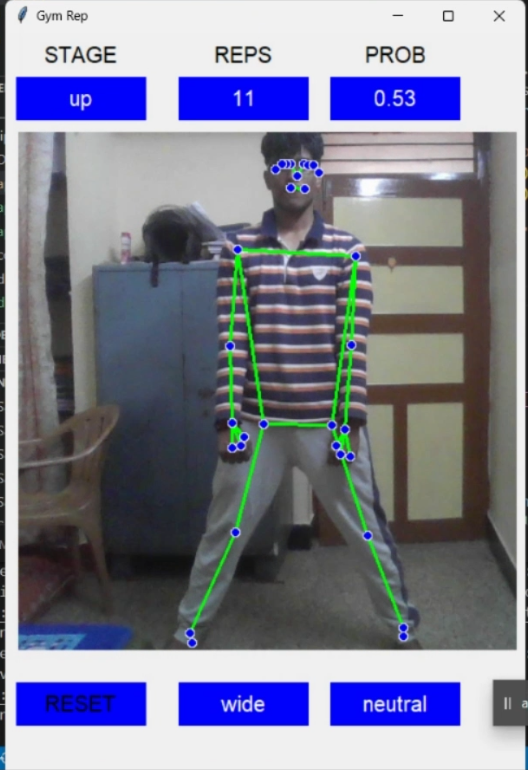 Gym Rep
STAGE REPS PROB
up 11 0.53
RESET wide neutral